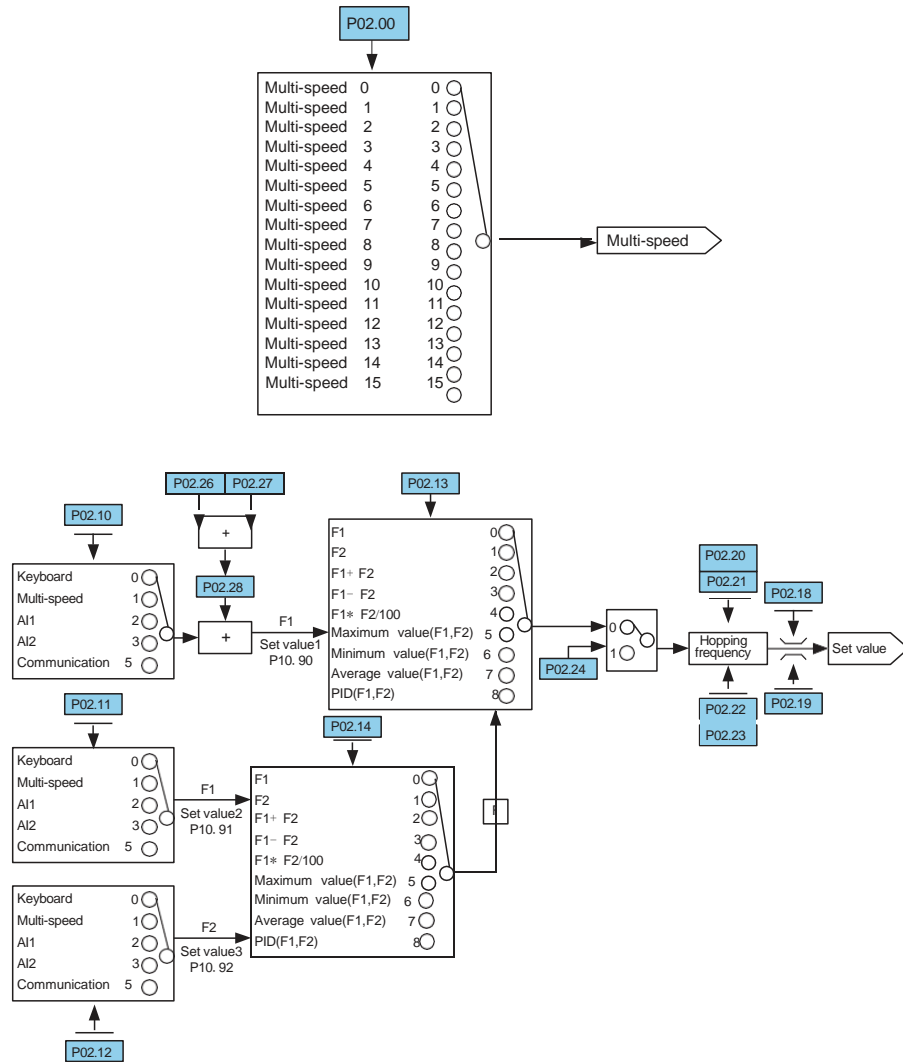 P02.00
Multi-speed 0 0
Multi-speed 1 1
Multi-speed 2 2
Multi-speed 3 3
Multi-speed 4 4
Multi-speed 5 5
Multi-speed 6 6
Multi-speed 7 7
Multi-speed 8 8
Multi-speed 9 9
Multi-speed 10 10
Multi-speed 11 11
Multi-speed 12 12
Multi-speed 13 13
Multi-speed 14 14
Multi-speed 15 15
Multi-speed
P02.26 P02.27
+
P02.28
+
P02.10
Keyboard 0
Multi-speed 1
AI1 2
AI2 3
Communication 5
F1
Set value1
P10. 90
P02.13
F1 0
F2 1
F1+ F2 2
F1- F2 3
F1* F2/100 4
Maximum value(F1,F2) 5
Minimum value(F1,F2) 6
Average value(F1,F2) 7
PID(F1,F2) 8
0
1
P02.24
P02.20
P02.21
Hopping
frequency
P02.22
P02.23
P02.18
P02.19
Set value
P02.11
Keyboard 0
Multi-speed 1
AI1 2
AI2 3
Communication 5
F1
Set value2
P10. 91
P02.14
F1 0
F2 1
F1+ F2 2
F1- F2 3
F1* F2/100 4
Maximum value(F1,F2) 5
Minimum value(F1,F2) 6
Average value(F1,F2) 7
PID(F1,F2) 8
Keyboard 0
Multi-speed 1
AI1 2
AI2 3
Communication 5
F2
Set value3
P10. 92
P02.12